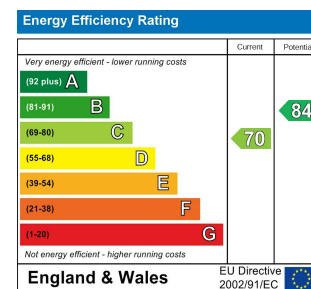 Energy Efficiency Rating
Current Potentia
Very energy efficient - lower running costs
(92 plus) A
(81-91) B
84
(69-80) C
70
(55-68) D
(39-54) E
(21-38) F
(1-20) G
Not energy efficient - higher running costs
England & Wales
EU Directive
2002/91/EC